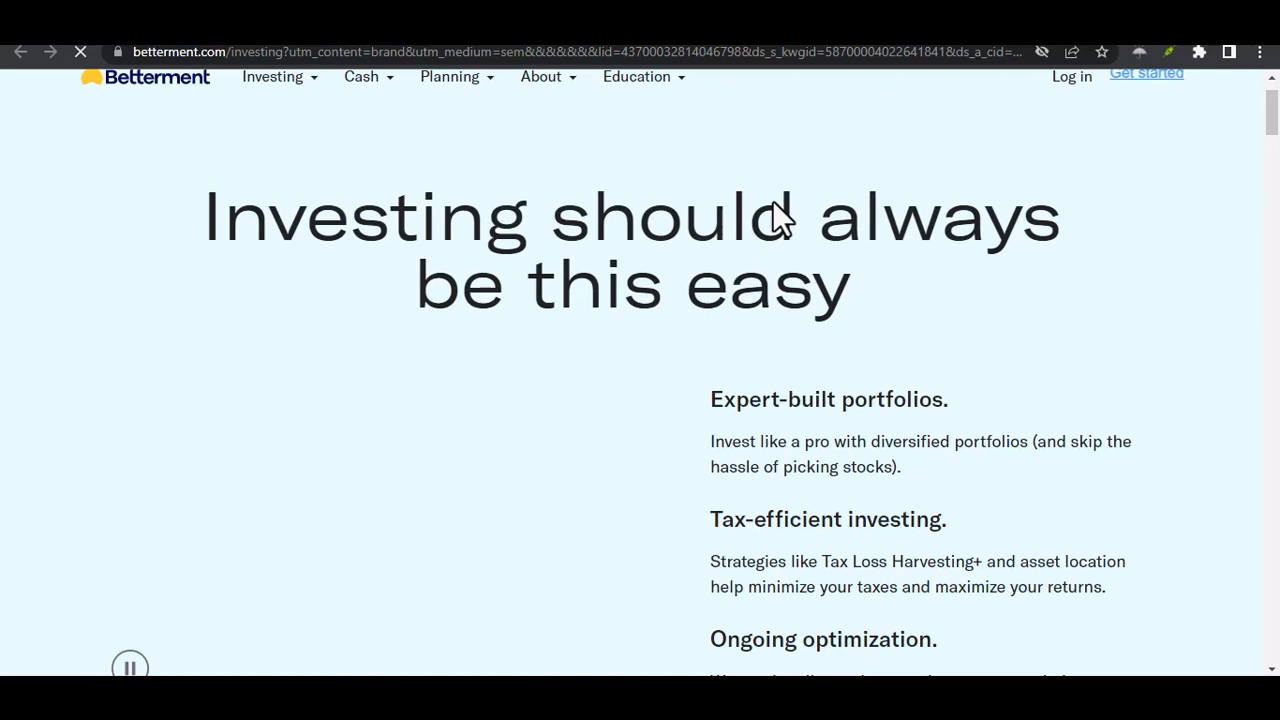 betterment.com/investing?utm_content=brand&utm_medium=sem&&&&&&&lid=43700032814046798&ds_s_kwgid=58700004022641841&ds_a_cid=...
Betterment Investing Cash Planning About Education Log in Get started
Investing should always
be this easy
Expert-built portfolios.
Invest like a pro with diversified portfolios (and skip the
hassle of picking stocks).
Tax-efficient investing.
Strategies like Tax Loss Harvesting+ and asset location
help minimize your taxes and maximize your returns.
Ongoing optimization.